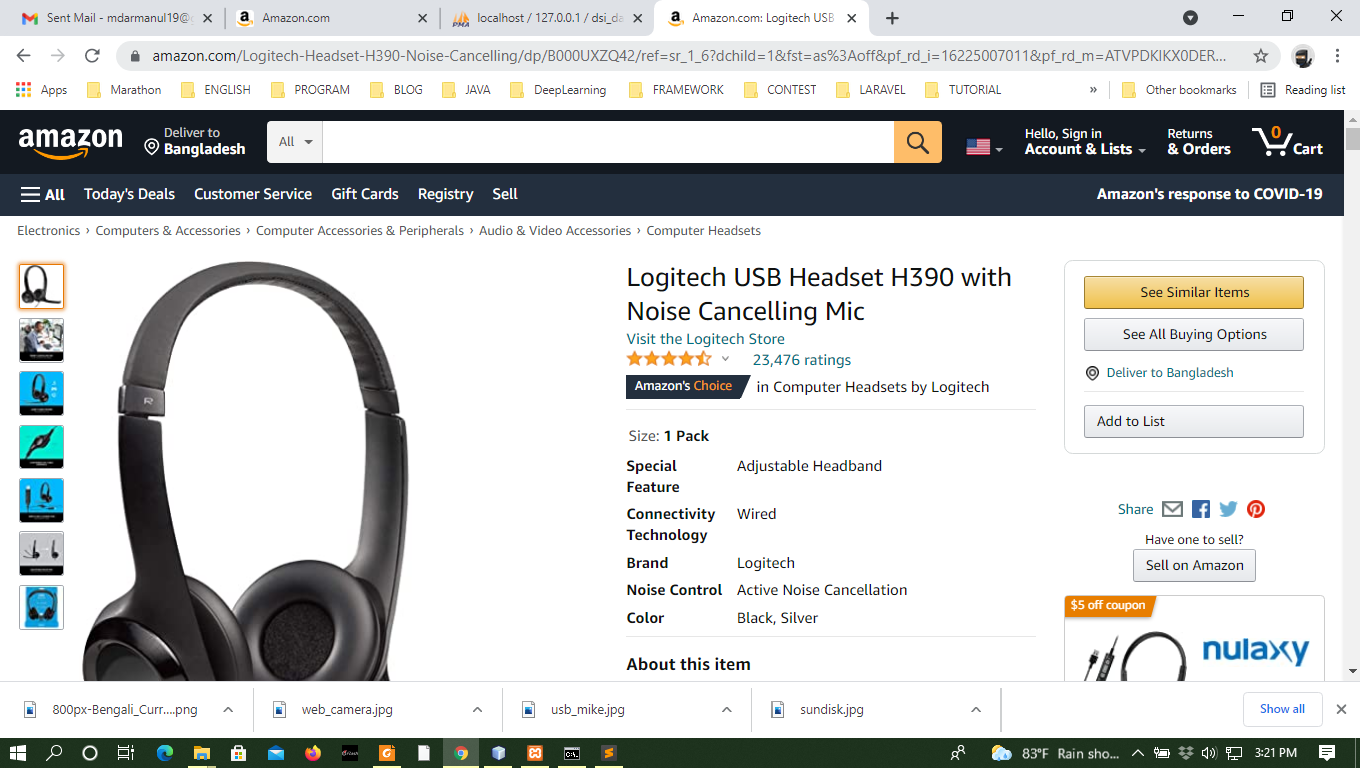 Sent Mail - mdarmanul19@g
Amazon.com
localhost / 127.0.0.1 / dsi_da
Amazon.com: Logitech USB
amazon.com/Logitech-Headset-H390-Noise-Cancelling/dp/B000UXZQ42/ref=sr_1_6?dchild=1&fst=as%3Aoff&pf_rd_i=16225007011&pf_rd_m=ATVPDKIKX0DER...
Apps Marathon ENGLISH PROGRAM BLOG JAVA DeepLearning FRAMEWORK CONTEST LARAVEL TUTORIAL » Other bookmarks Reading list
amazon
Deliver to
Bangladesh
All
Hello, Sign in
Account & Lists
Returns
& Orders
0
Cart
All Today's Deals Customer Service Gift Cards Registry Sell Amazon's response to COVID-19
Electronics › Computers & Accessories › Computer Accessories & Peripherals › Audio & Video Accessories › Computer Headsets
R
Logitech USB Headset H390 with
Noise Cancelling Mic
Visit the Logitech Store
23,476 ratings
Amazon's Choice in Computer Headsets by Logitech
Size: 1 Pack
Special Feature Adjustable Headband
Connectivity Technology Wired
Brand Logitech
Noise Control Active Noise Cancellation
Color Black, Silver
About this item
See Similar Items
See All Buying Options
Deliver to Bangladesh
Add to List
Share
Have one to sell?
Sell on Amazon
$5 off coupon
nulaxy
800px-Bengali_Curr....png
web_camera.jpg
usb_mike.jpg
sundisk.jpg
Show all
83°F Rain sho... 3:21 PM